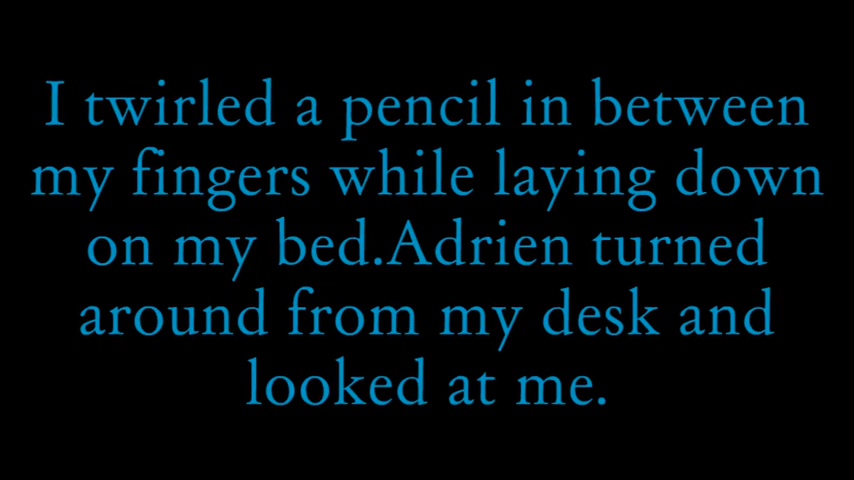 I twirled a pencil in between
my fingers while laying down
on my bed.Adrien turned
around from my desk and
looked at me.